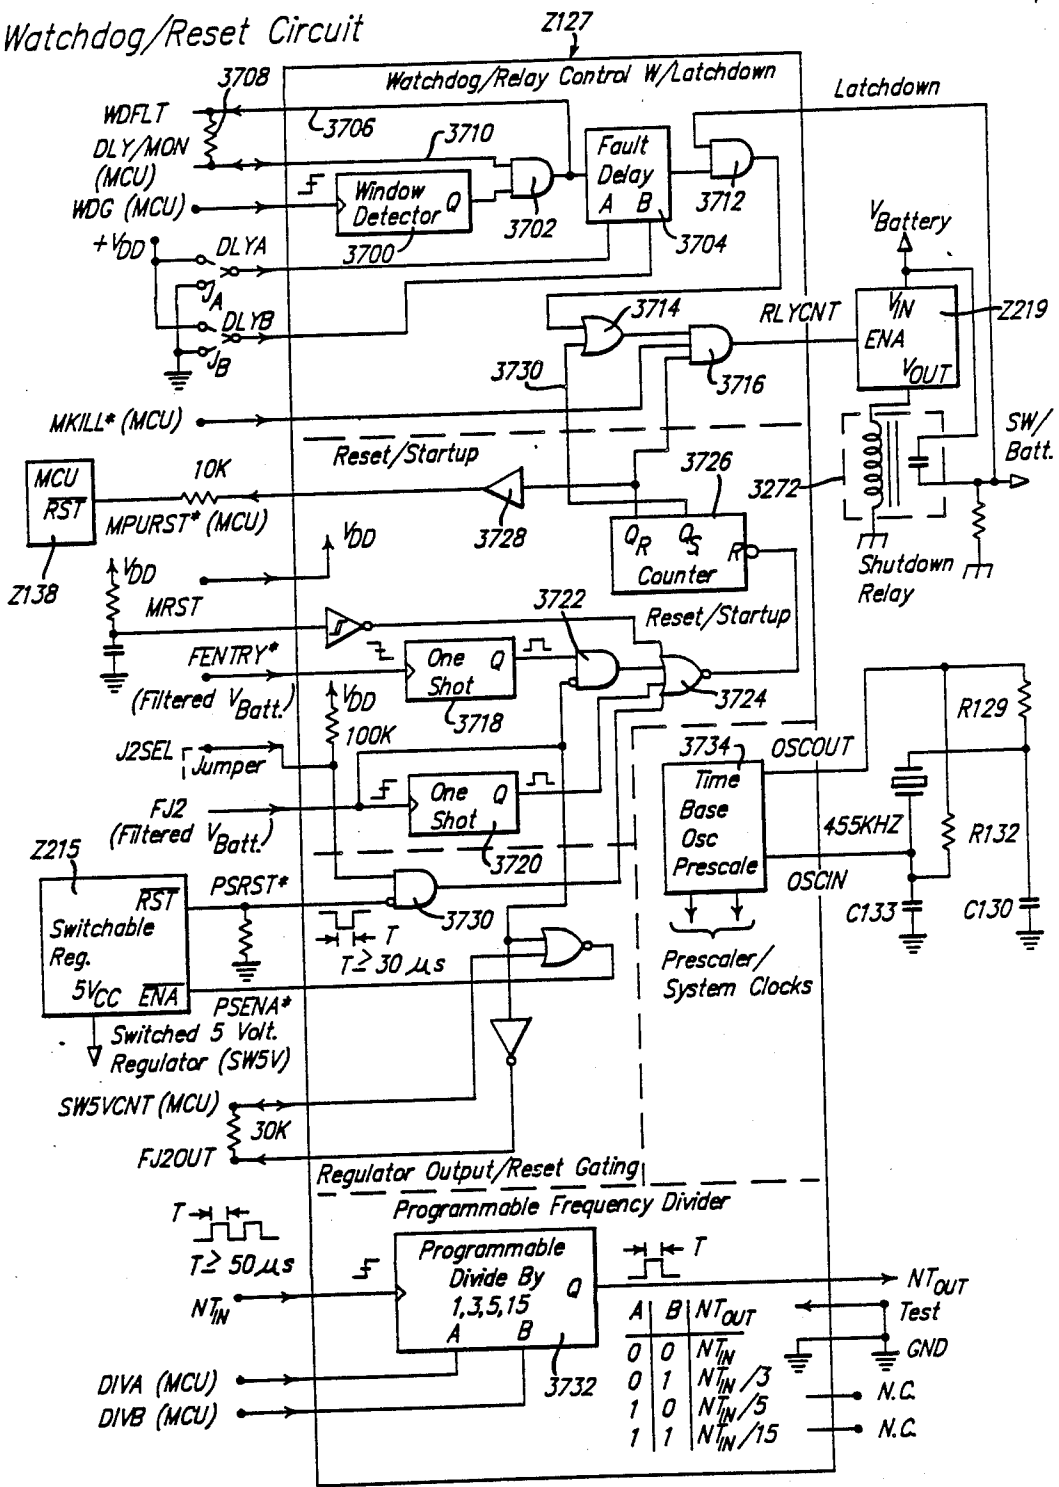 Watchdog/Reset Circuit
Z127
Watchdog/Relay Control W/Latchdown
Latchdown
3708
WDFLT
3706
DLY/MON
(MCU)
3710
Fault
Delay
A B
3712
WDG (MCU)
Window
Detector Q
3702
3700
3704
+VDD
DLYA
JA
DLYB
JB
VBattery
3714
RLYCNT
VIN
Z219
ENA
VOUT
3730
3716
MKILL* (MCU)
Reset/Startup
SW/
Batt.
MCU
RST
10K
3726
3272
MPURST* (MCU)
3728
QR QS R
Counter
Shutdown
Relay
Z138
VDD
VDD
MRST
Reset/Startup
3722
FENTRY*
(Filtered VBatt.)
One Q
Shot
3718
3724
VDD
100K
R129
J2SEL
Jumper
3734
OSCOUT
FJ2
(Filtered VBatt.)
One Q
Shot
3720
Time
Base
Osc
Prescale
455KHZ
R132
OSCIN
Z215
RST
PSRST*
3730
C133
C130
Switchable
Reg.
T
T≥30 μs
5VCC ENA
PSENA*
Prescaler/
System Clocks
Switched 5 Volt.
Regulator (SW5V)
SW5VCNT (MCU)
30K
FJ2OUT
Regulator Output/Reset Gating
Programmable Frequency Divider
T
T≥50μs
Programmable
Divide By
1,3,5,15
Q
A B
T
NTIN
NTOUT
Test
GND
A B NTOUT
0 0 NTIN
0 1 NTIN/3
1 0 NTIN/5
1 1 NTIN/15
3732
DIVA (MCU)
DIVB (MCU)
N.C.
N.C.